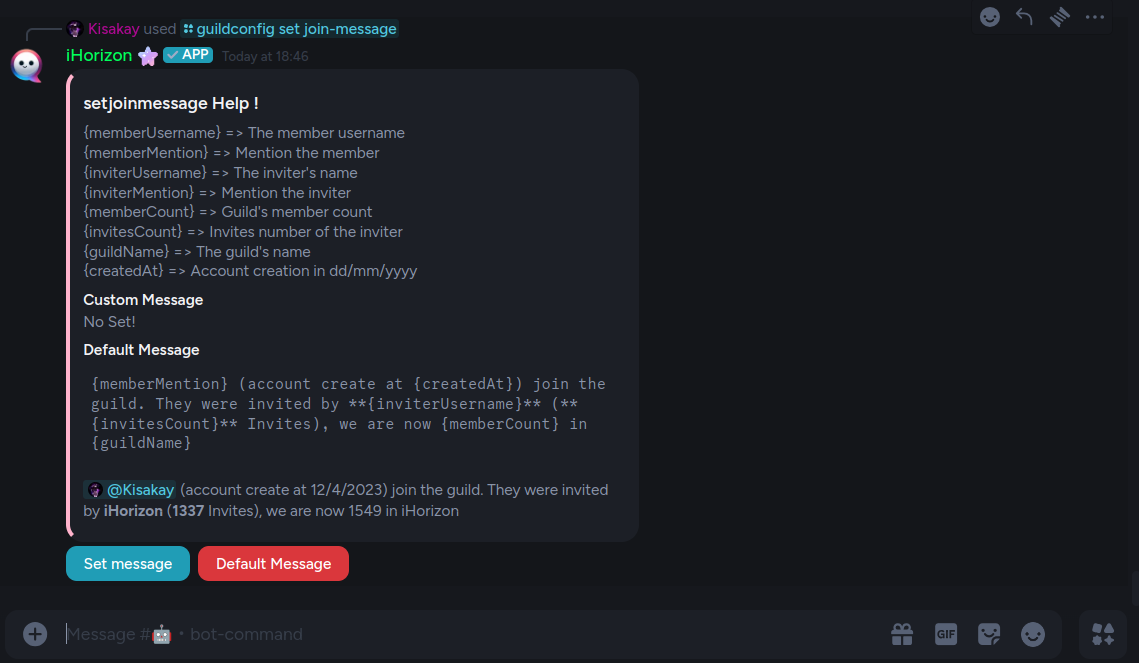 Kisakay used guildconfig set join-message
iHorizon APP Today at 18:46
setjoinmessage Help !
{memberUsername} => The member username
{memberMention} => Mention the member
{inviterUsername} => The inviter's name
{inviterMention} => Mention the inviter
{memberCount} => Guild's member count
{invitesCount} => Invites number of the inviter
{guildName} => The guild's name
{createdAt} => Account creation in dd/mm/yyyy
Custom Message
No Set!
Default Message
{memberMention} (account create at {createdAt}) join the
guild. They were invited by **{inviterUsername}** (**
{invitesCount}** Invites), we are now {memberCount} in
{guildName}
@Kisakay (account create at 12/4/2023) join the guild. They were invited
by iHorizon (1337 Invites), we are now 1549 in iHorizon
Set message Default Message
Message #🤖・bot-command GIF